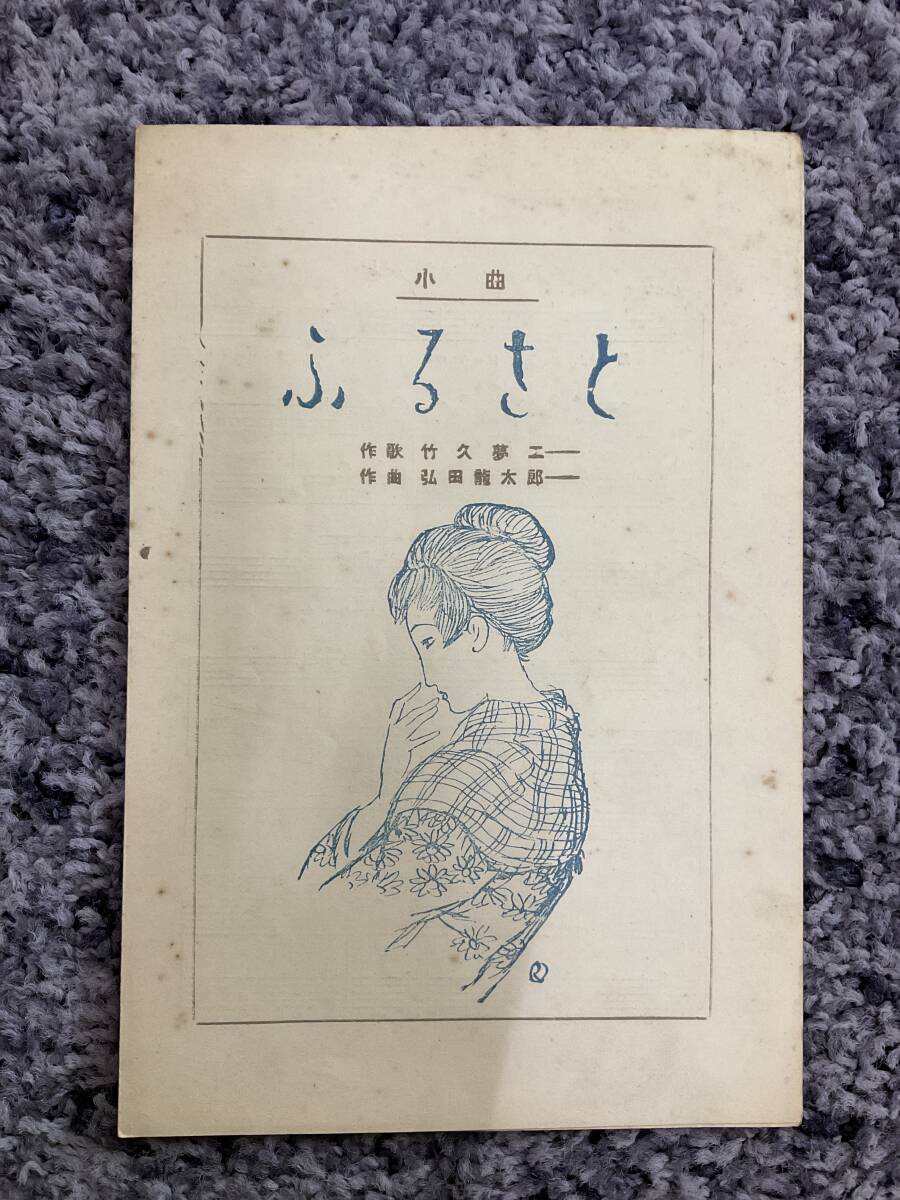 小曲
ふるさと
作歌 竹久夢二
作曲 弘田龍太郎